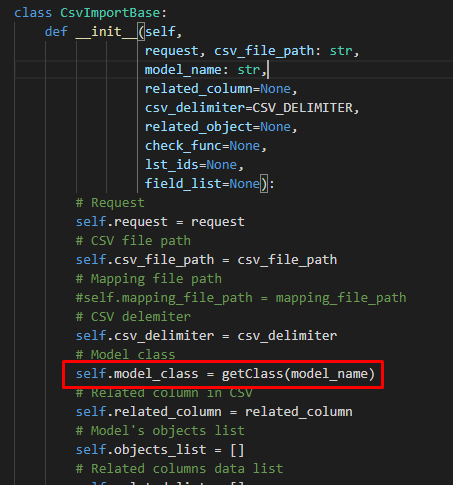 class CsvImportBase:
def __init__(self,
request, csv_file_path: str,
model_name: str,
related_column=None,
csv_delimiter=CSV_DELIMITER,
related_object=None,
check_func=None,
lst_ids=None,
field_list=None):
# Request
self.request = request
# CSV file path
self.csv_file_path = csv_file_path
# Mapping file path
#self.mapping_file_path = mapping_file_path
# CSV delemiter
self.csv_delimiter = csv_delimiter
# Model class
self.model_class = getClass(model_name)
# Related column in CSV
self.related_column = related_column
# Model's objects list
self.objects_list = []
# Related columns data list